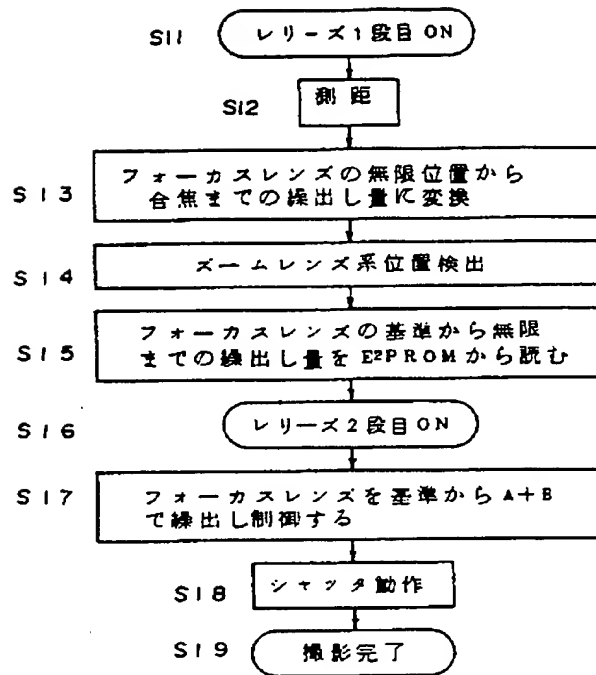 S11 レリーズ1段目ON
S12 測距
S13 フォーカスレンズの無限位置から
合焦までの繰出し量に変換
S14 ズームレンズ系位置検出
S15 フォーカスレンズの基準から無限
までの繰出し量をE²PROMから読む
S16 レリーズ2段目ON
S17 フォーカスレンズを基準からA+B
で繰出し制御する
S18 シャッタ動作
S19 撮影完了